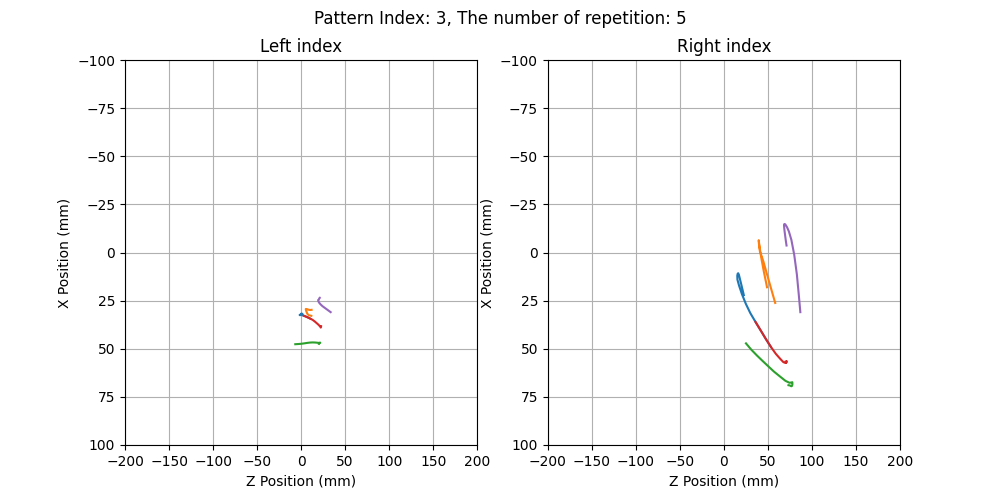 Pattern Index: 3, The number of repetition: 5
Left index
Right index
−100
−75
−50
−25
0
25
50
75
100
X Position (mm)
−200 −150 −100 −50 0 50 100 150 200
Z Position (mm)
−100
−75
−50
−25
0
25
50
75
100
X Position (mm)
−200 −150 −100 −50 0 50 100 150 200
Z Position (mm)